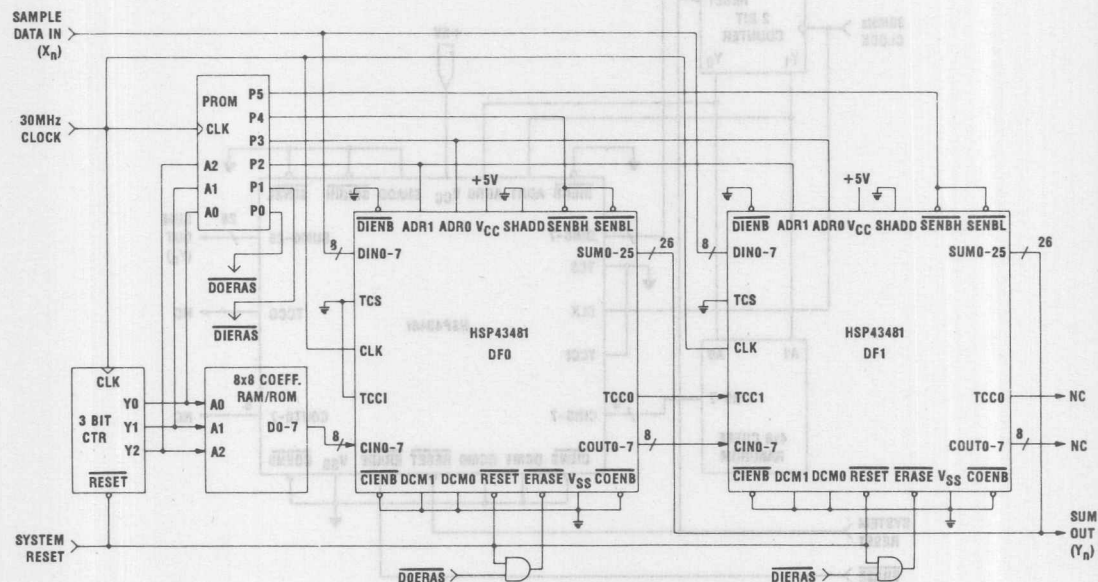 SAMPLE
DATA IN
(Xn)
30MHz
CLOCK
PROM
CLK
A2
A1
A0
P5
P4
P3
P2
P1
P0
DOERAS
DIERAS
CLK
3 BIT
CTR
Y0
Y1
Y2
RESET
8x8 COEFF.
RAM/ROM
A0
A1
A2
D0-7
SYSTEM
RESET
+5V
DIENB ADR1 ADR0 VCC SHADD SENBH SENBL
8
DIN0-7
SUM0-25
26
TCS
HSP43481
DF0
CLK
TCCI
TCCO
8
CIN0-7
COUT0-7
8
CIENB DCM1 DCM0 RESET ERASE VSS COENB
DOERAS
+5V
DIENB ADR1 ADR0 VCC SHADD SENBH SENBL
8
DIN0-7
SUM0-25
26
TCS
HSP43481
DF1
CLK
TCC1
TCCO
NC
CIN0-7
COUT0-7
8
NC
CIENB DCM1 DCM0 RESET ERASE VSS COENB
DIERAS
SUM
OUT
(Yn)